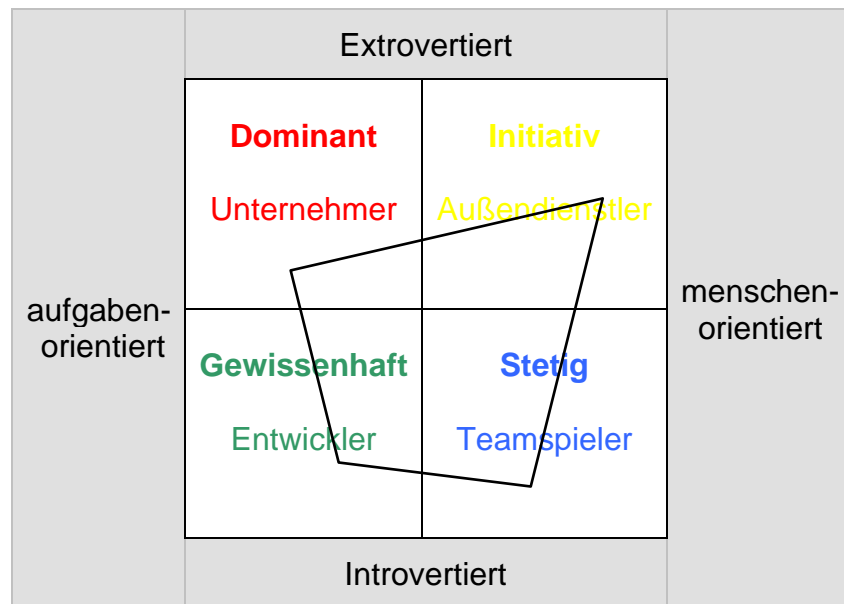 Extrovertiert
Dominant
Initiativ
Unternehmer
Außendienstler
aufgaben-
orientiert
menschen-
orientiert
Gewissenhaft
Stetig
Entwickler
Teamspieler
Introvertiert